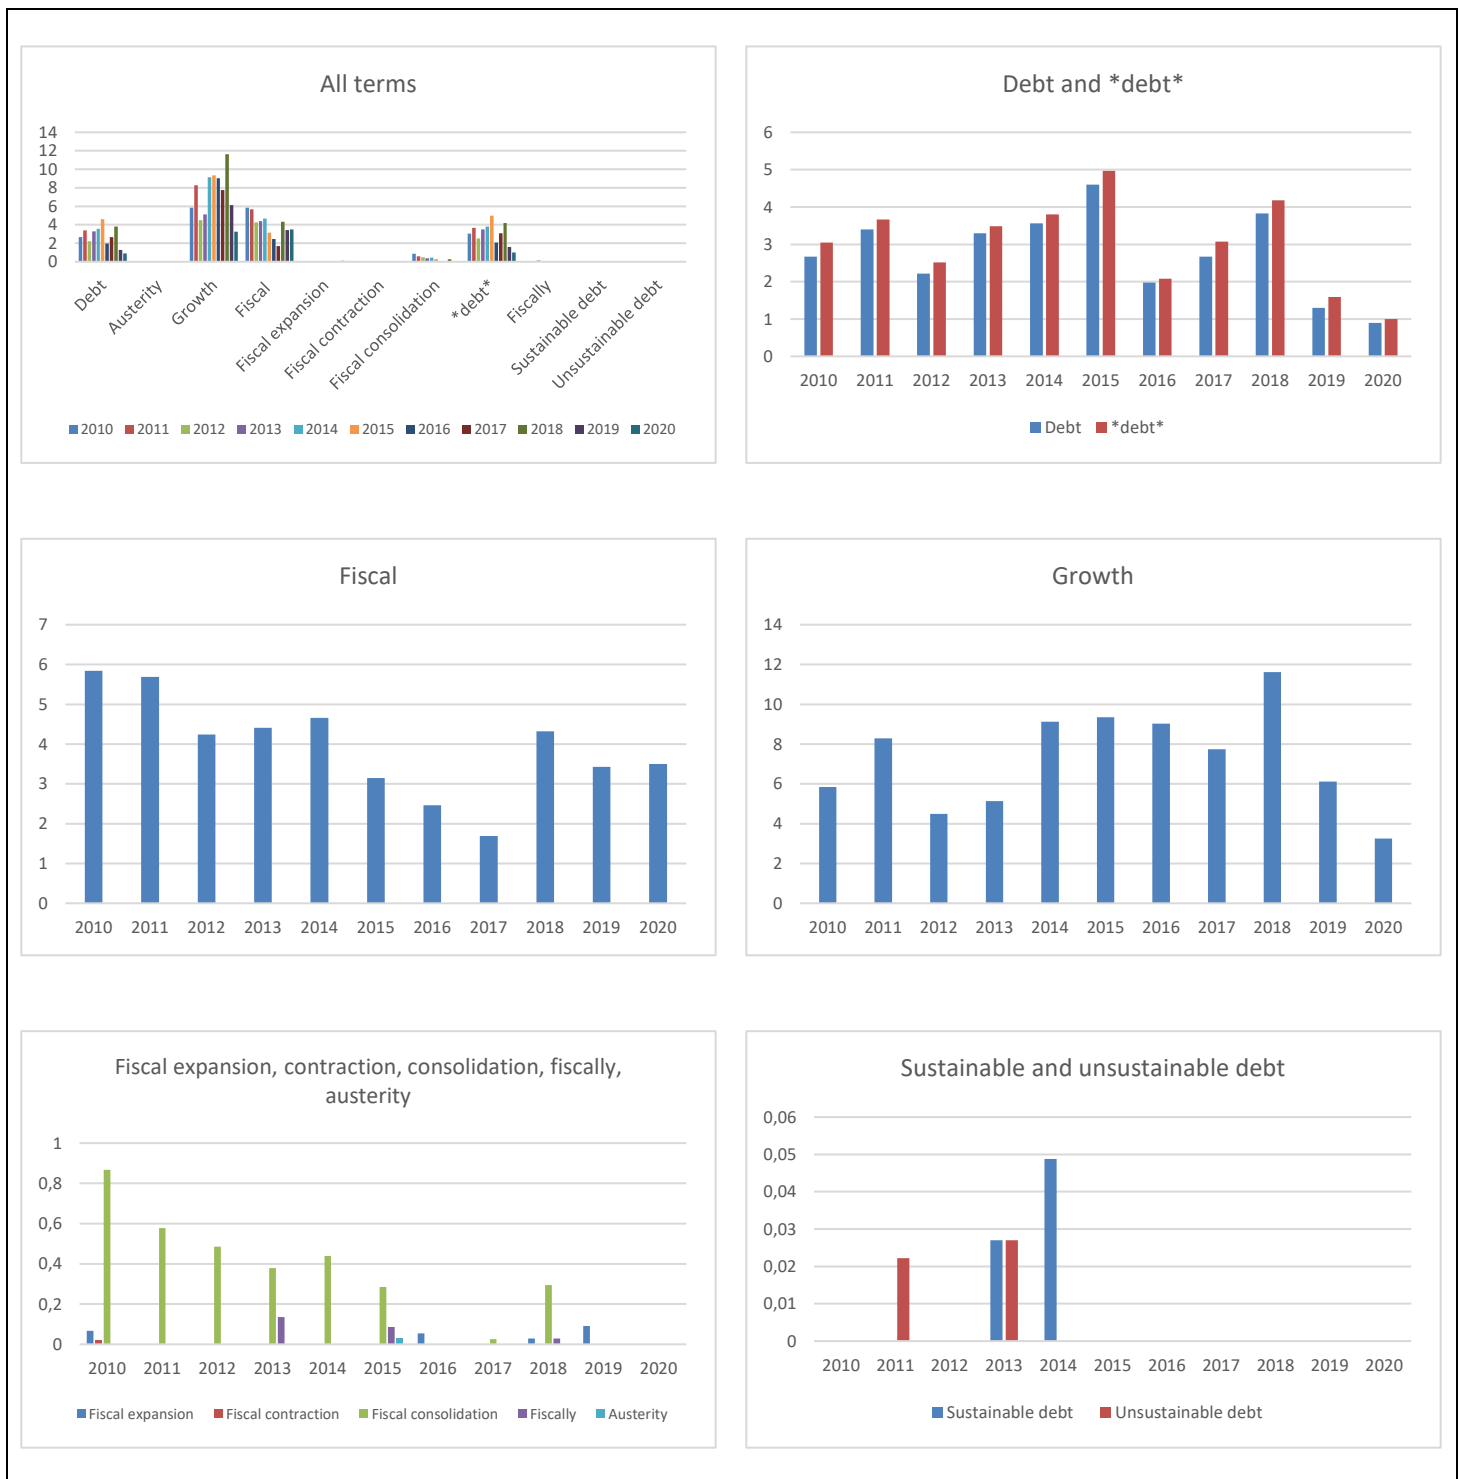 All terms
14
12
10
8
6
4
2
0
Debt
Austerity
Growth
Fiscal
Fiscal expansion
Fiscal contraction
Fiscal consolidation
*debt*
Fiscally
Sustainable debt
Unsustainable debt
2010 2011 2012 2013 2014 2015 2016 2017 2018 2019 2020
Debt and *debt*
6
5
4
3
2
1
0
2010 2011 2012 2013 2014 2015 2016 2017 2018 2019 2020
Debt *debt*
Fiscal
7
6
5
4
3
2
1
0
2010 2011 2012 2013 2014 2015 2016 2017 2018 2019 2020
Growth
14
12
10
8
6
4
2
0
2010 2011 2012 2013 2014 2015 2016 2017 2018 2019 2020
Fiscal expansion, contraction, consolidation, fiscally,
austerity
1
0,8
0,6
0,4
0,2
0
2010 2011 2012 2013 2014 2015 2016 2017 2018 2019 2020
Fiscal expansion Fiscal contraction Fiscal consolidation Fiscally Austerity
Sustainable and unsustainable debt
0,06
0,05
0,04
0,03
0,02
0,01
0
2010 2011 2012 2013 2014 2015 2016 2017 2018 2019 2020
Sustainable debt Unsustainable debt